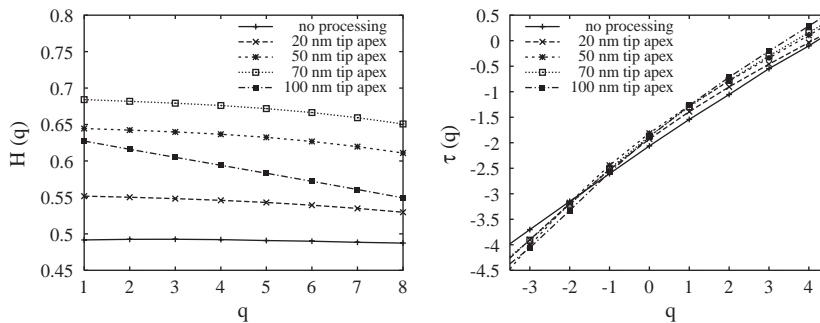 no processing
20 nm tip apex
50 nm tip apex
70 nm tip apex
100 nm tip apex
0.8
0.75
0.7
0.65
0.6
0.55
0.5
0.45
H (q)
1 2 3 4 5 6 7 8
q
no processing
20 nm tip apex
50 nm tip apex
70 nm tip apex
100 nm tip apex
0.5
0
-0.5
-1
-1.5
-2
-2.5
-3
-3.5
-4
-4.5
τ (q)
-3 -2 -1 0 1 2 3 4
q